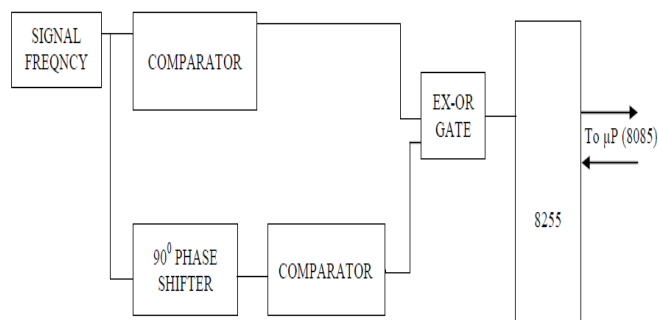 SIGNAL
FREQNCY
COMPARATOR
EX-OR
GATE
To μP (8085)
8255
90⁰ PHASE
SHIFTER
COMPARATOR